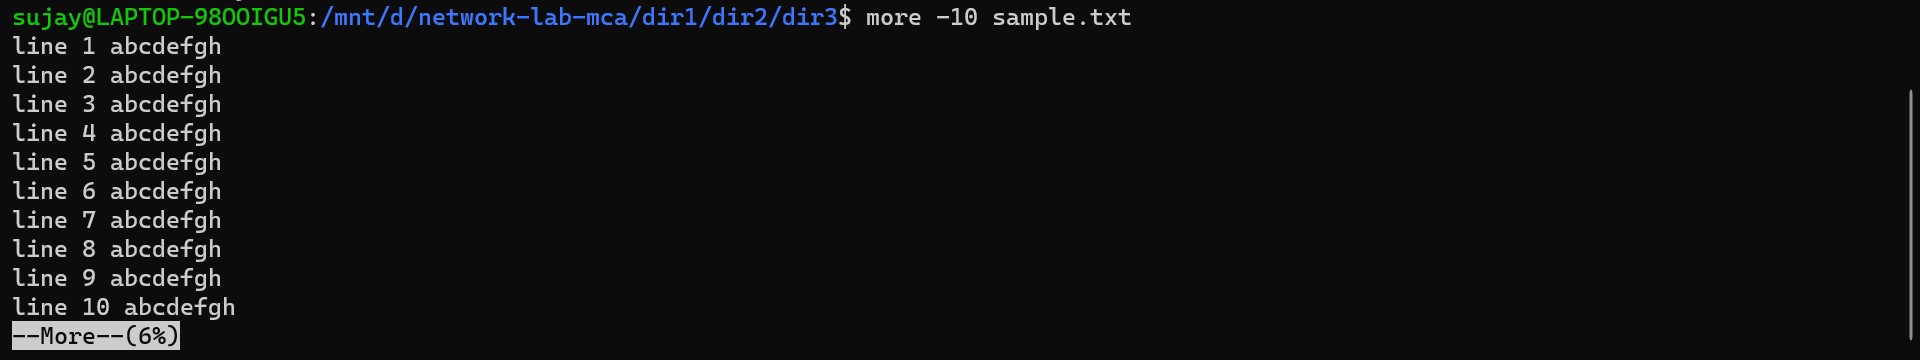 sujay@LAPTOP-98OOIGU5:/mnt/d/network-lab-mca/dir1/dir2/dir3$ more -10 sample.txt
line 1 abcdefgh
line 2 abcdefgh
line 3 abcdefgh
line 4 abcdefgh
line 5 abcdefgh
line 6 abcdefgh
line 7 abcdefgh
line 8 abcdefgh
line 9 abcdefgh
line 10 abcdefgh
--More--(6%)